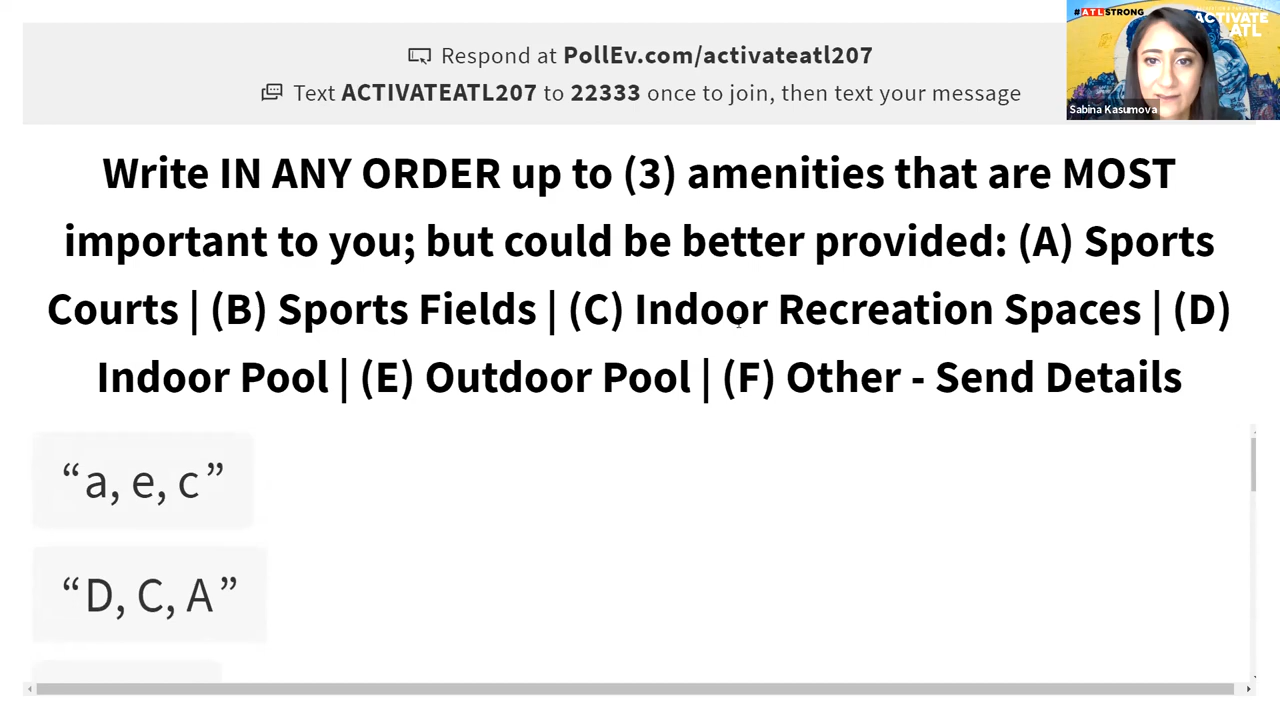 Respond at PollEv.com/activateatl207
Text ACTIVATEATL207 to 22333 once to join, then text your message
#ATLSTRONG
ACTIVATE
ATL
Sabina Kasumova
Write IN ANY ORDER up to (3) amenities that are MOST
important to you; but could be better provided: (A) Sports
Courts | (B) Sports Fields | (C) Indoor Recreation Spaces | (D)
Indoor Pool | (E) Outdoor Pool | (F) Other - Send Details
“a, e, c”
“D, C, A”